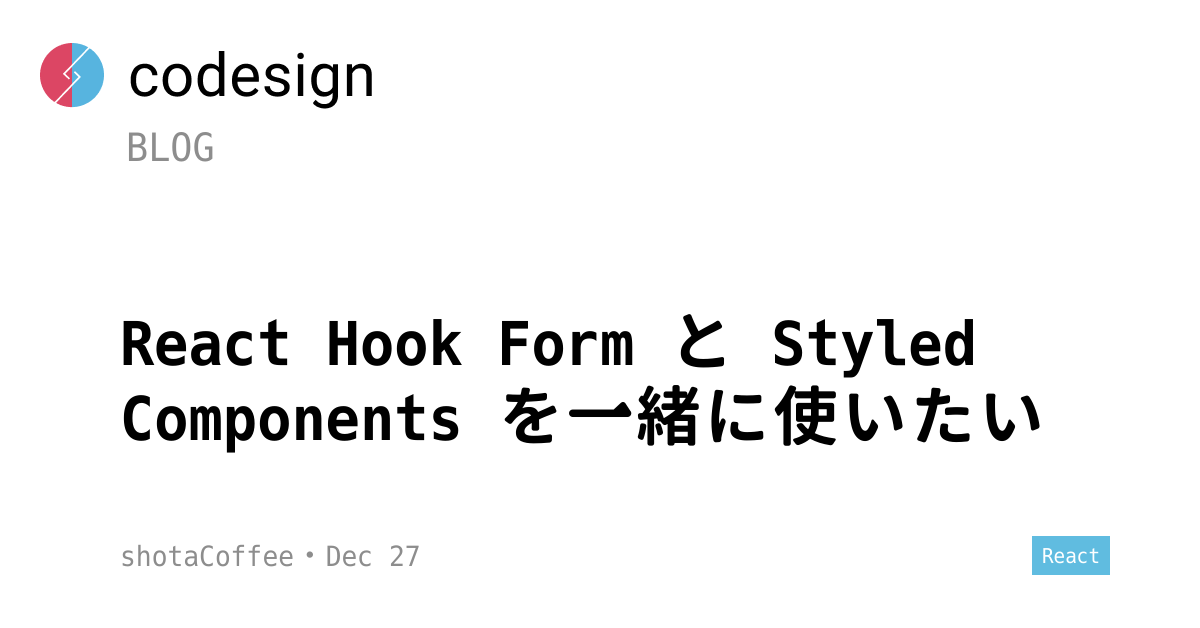 codesign
BLOG
React Hook Form と Styled
Components を一緒に使いたい
shotaCoffee • Dec 27
React